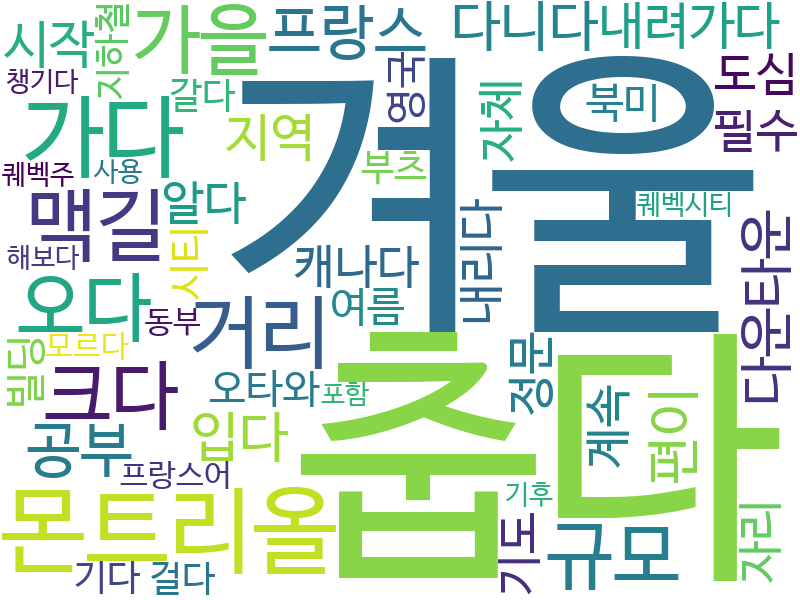 시작
지하철
가을
프랑스
다니다
내려가다
챙기다
갈다
영국
겨울
북미
도심
가다
지역
자체
필수
퀘벡주
사용
부츠
맥길
알다
퀘벡시티
해보다
시티
캐나다
내리다
다운타운
오다
동부
거리
여름
모르다
빌딩
춥다
정문
크다
오타와
포함
계속
편이
공부
입다
프랑스어
기후
몬트리올
기도
규모
자리
기다
걸다